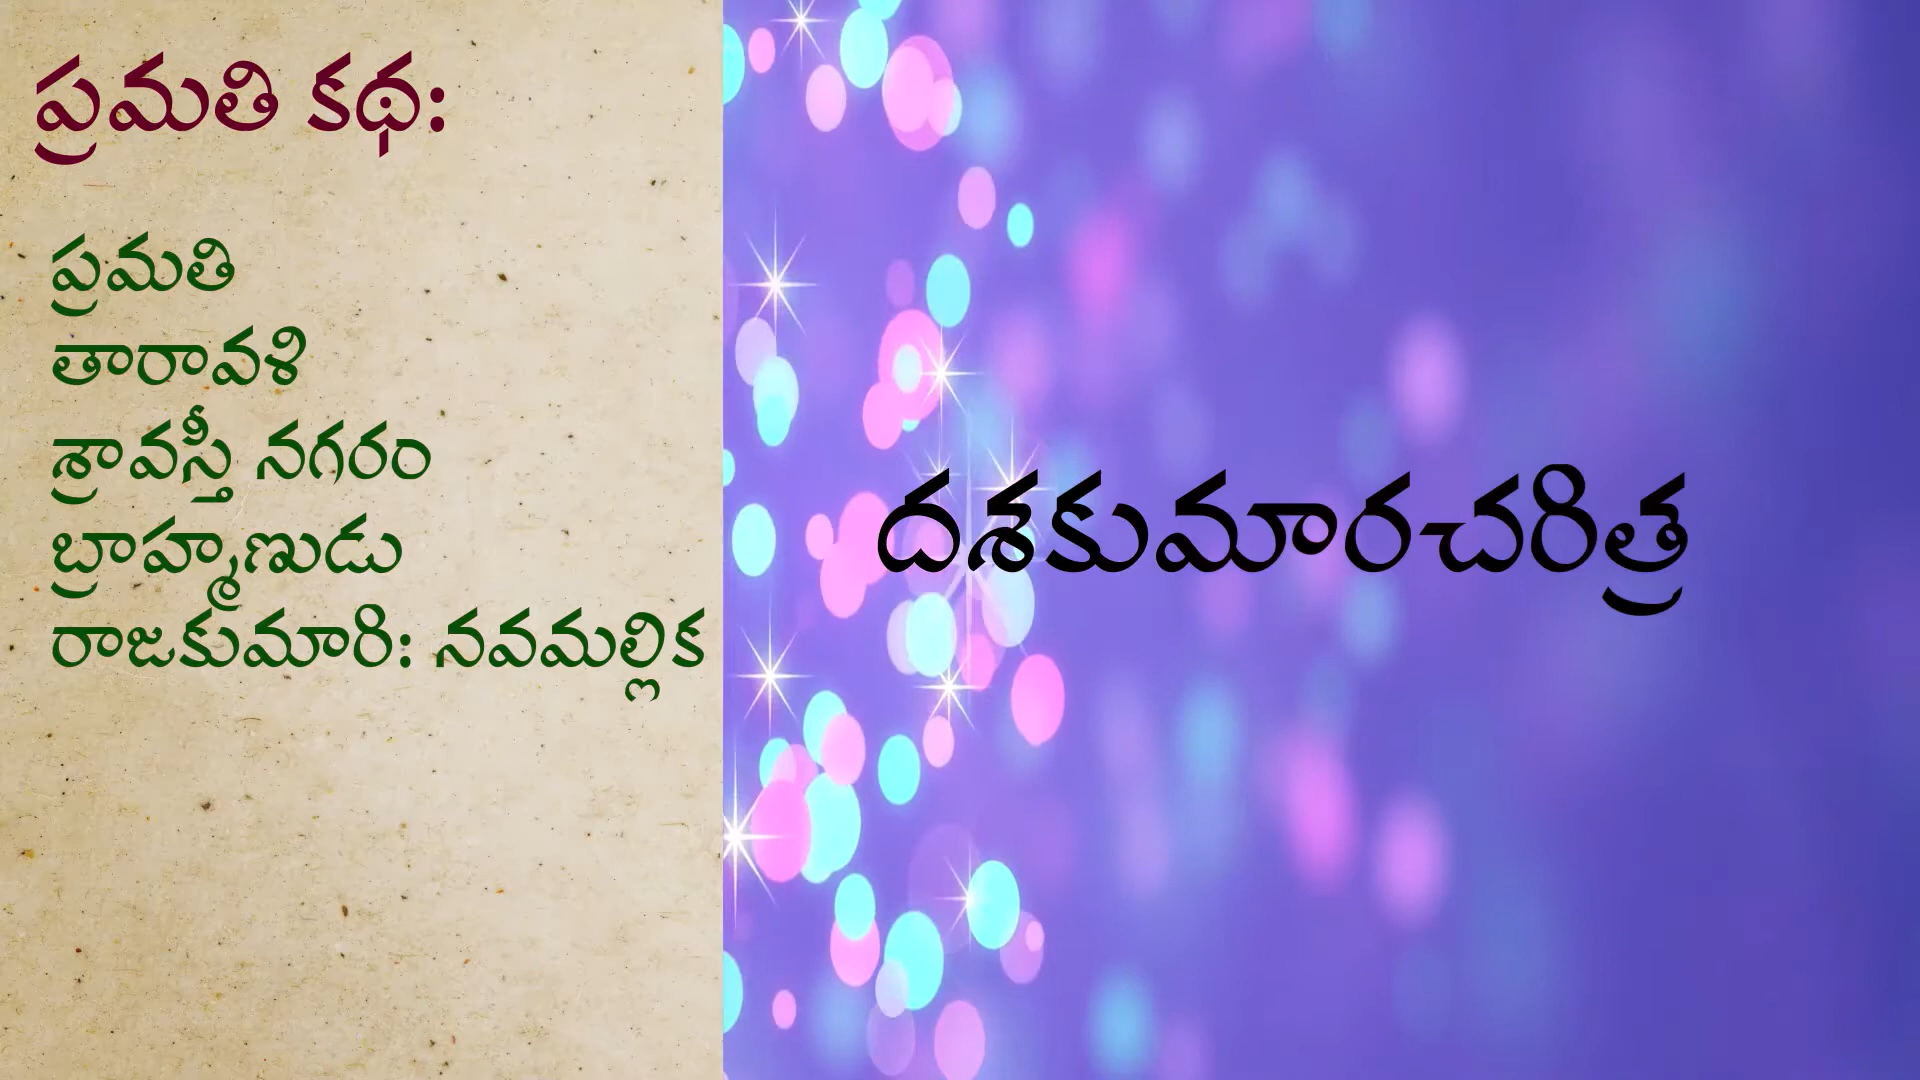 ప్రమతి కథ:
ప్రమతి
తారావళి
శ్రావస్తీ నగరం
బ్రాహ్మణుడు
రాజకుమారి: నవమల్లిక
దశకుమారచరిత్ర